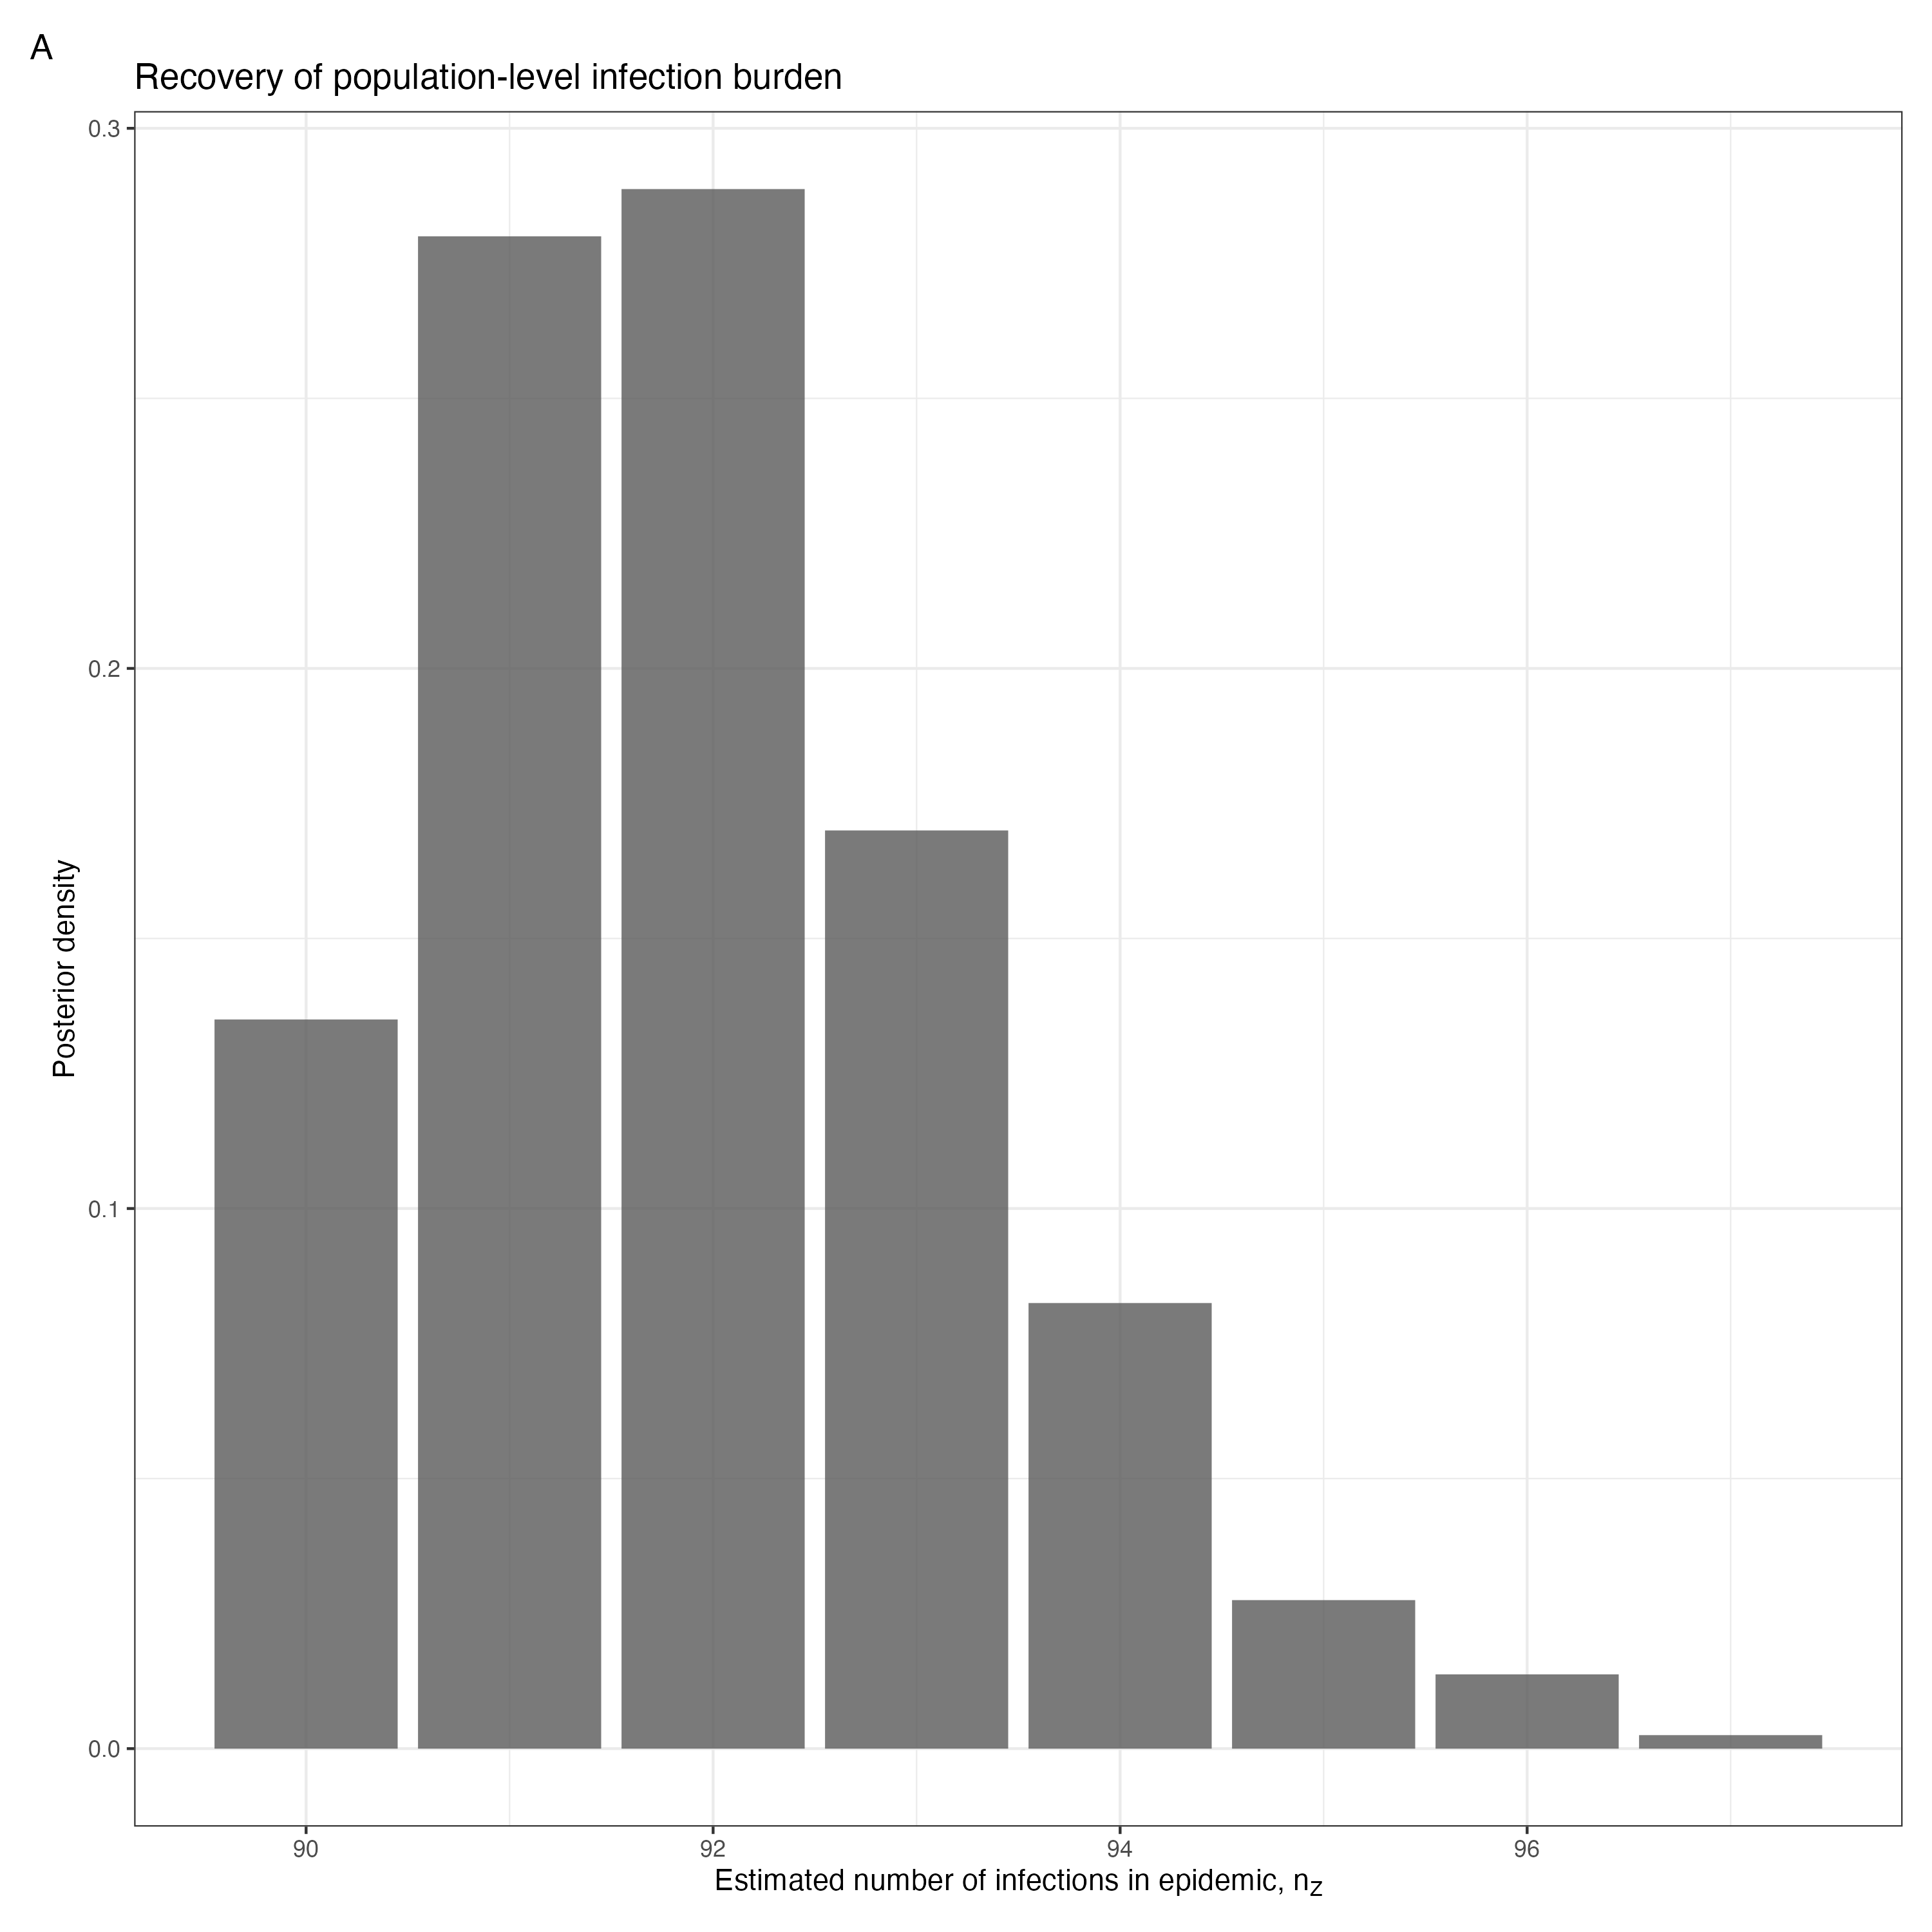 A
Recovery of population-level infection burden
0.3
0.2
0.1
0.0
Posterior density
90 92 94 96
Estimated number of infections in epidemic, nZ